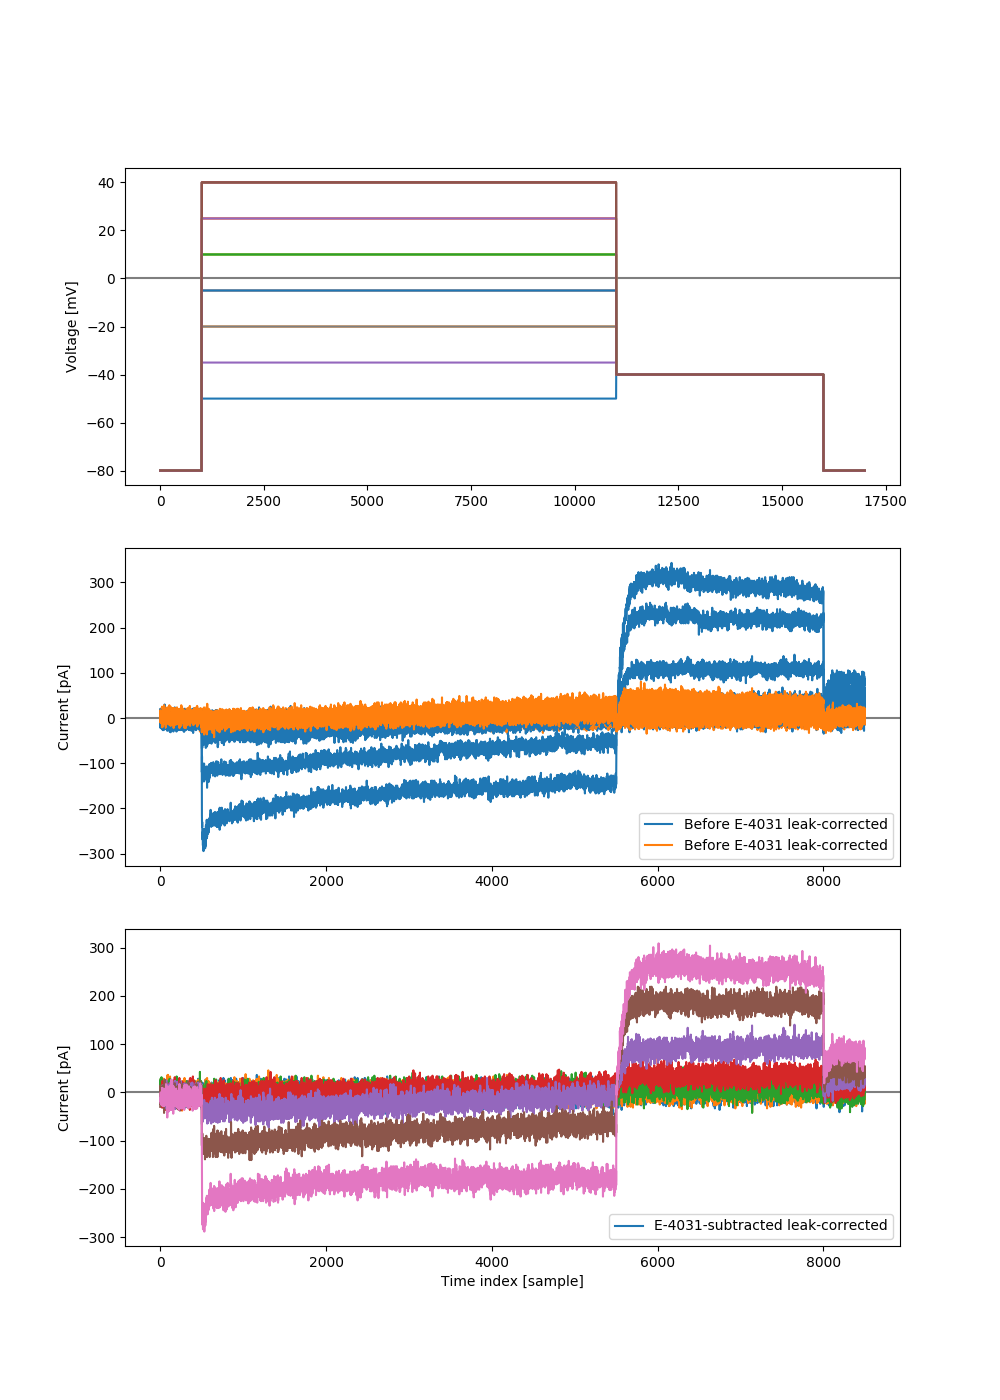 Voltage [mV]
40
20
0
−20
−40
−60
−80
0 2500 5000 7500 10000 12500 15000 17500
Current [pA]
300
200
100
0
−100
−200
−300
Before E-4031 leak-corrected
Before E-4031 leak-corrected
0 2000 4000 6000 8000
Current [pA]
300
200
100
0
−100
−200
−300
E-4031-subtracted leak-corrected
0 2000 4000 6000 8000
Time index [sample]